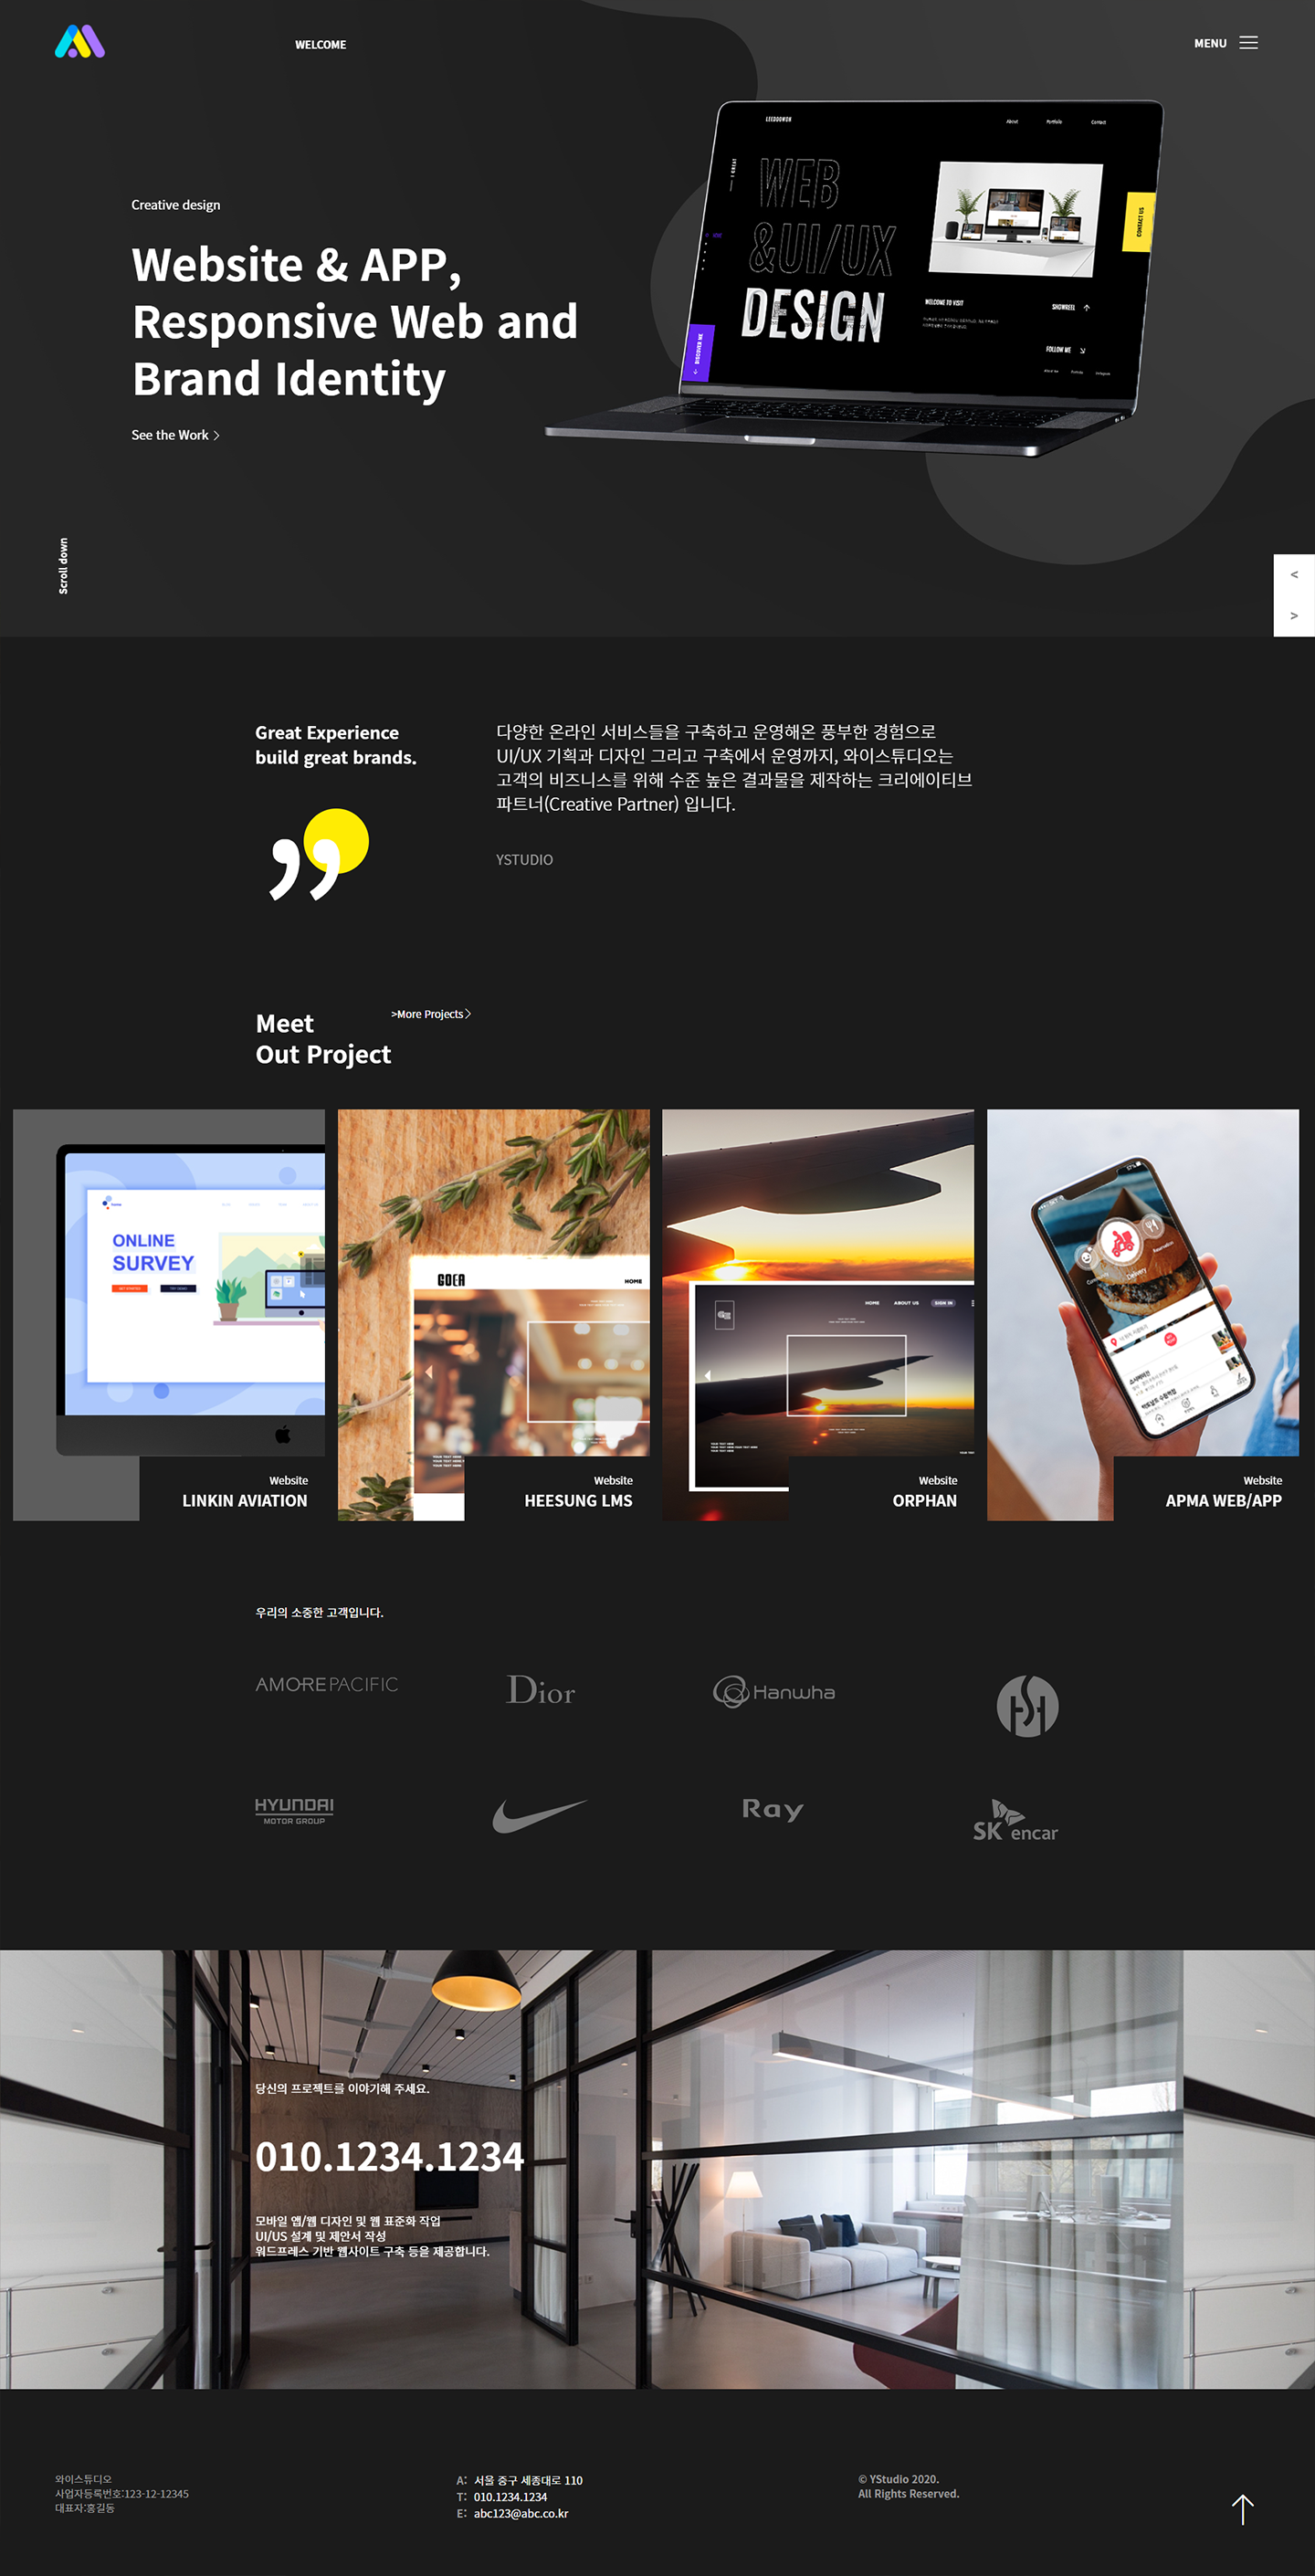 WELCOME
MENU
LEEDOOWON
About
Portfolio
Contact
I GREAT
WEB
&UI/UX
DESIGN
HOME
CONTACT US
WELCOME TO VISIT
SHOWREEL
FOLLOW ME
DISCOVER ME
Creative design
Website & APP,
Responsive Web and
Brand Identity
See the Work >
Scroll down
<
>
Great Experience
build great brands.
다양한 온라인 서비스들을 구축하고 운영해온 풍부한 경험으로
UI/UX 기획과 디자인 그리고 구축에서 운영까지, 와이스튜디오는
고객의 비즈니스를 위해 수준 높은 결과물을 제작하는 크리에이티브
파트너(Creative Partner) 입니다.
YSTUDIO
Meet
Out Project
>More Projects
ONLINE
SURVEY
GOER
HOME
HOME
ABOUT US
SIGN IN
YOUR TEXT HERE
Delivery
Reservation
Website
LINKIN AVIATION
Website
HEESUNG LMS
Website
ORPHAN
Website
APMA WEB/APP
우리의 소중한 고객입니다.
AMOREPACIFIC
Dior
Hanwha
HYUNDAI
MOTOR GROUP
Ray
SK encar
당신의 프로젝트를 이야기해 주세요.
010.1234.1234
모바일 앱/웹 디자인 및 웹 표준화 작업
UI/US 설계 및 제안서 작성
워드프레스 기반 웹사이트 구축 등을 제공합니다.
와이스튜디오
사업자등록번호:123-12-12345
대표자:홍길동
A: 서울 중구 세종대로 110
T: 010.1234.1234
E: abc123@abc.co.kr
© YStudio 2020.
All Rights Reserved.